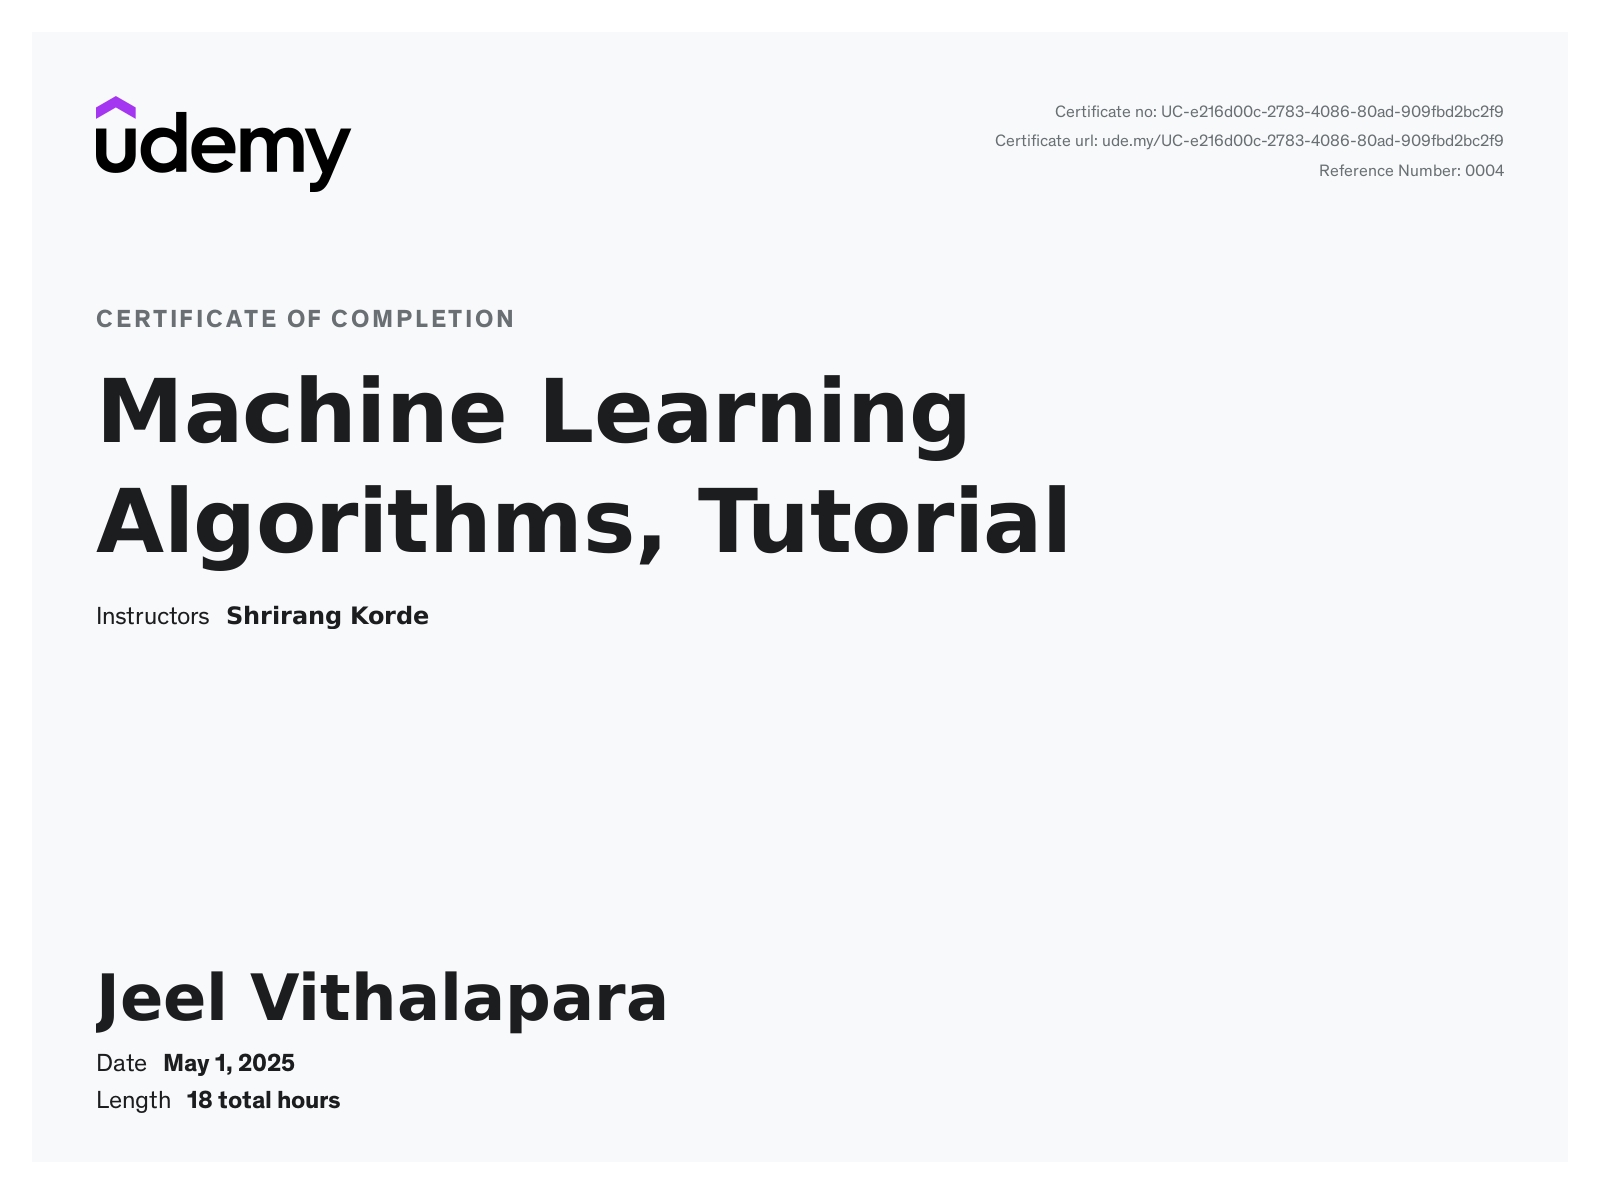 udemy
Certificate no: UC-e216d00c-2783-4086-80ad-909fbd2bc2f9
Certificate url: ude.my/UC-e216d00c-2783-4086-80ad-909fbd2bc2f9
Reference Number: 0004
CERTIFICATE OF COMPLETION
Machine Learning
Algorithms, Tutorial
Instructors Shrirang Korde
Jeel Vithalapara
Date May 1, 2025
Length 18 total hours